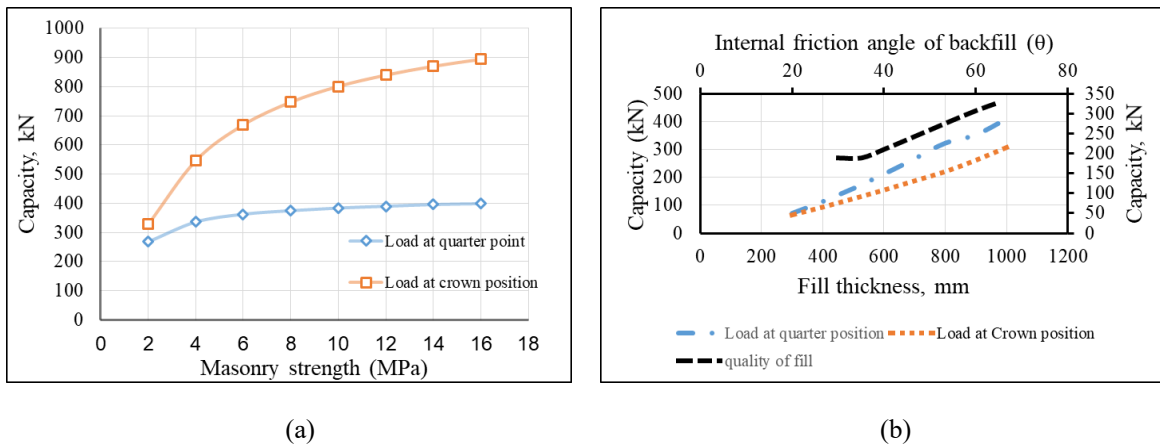 1000
900
800
700
600
500
400
300
200
100
0
Capacity, kN
Load at quarter point
Load at crown position
0 2 4 6 8 10 12 14 16 18
Masonry strength (MPa)
(a)
Internal friction angle of backfill (θ)
0 20 40 60 80
500
400
300
200
100
0
Capacity (kN)
350
300
250
200
150
100
50
0
Capacity, kN
0 200 400 600 800 1000 1200
Fill thickness, mm
Load at quarter position Load at Crown position
quality of fill
(b)